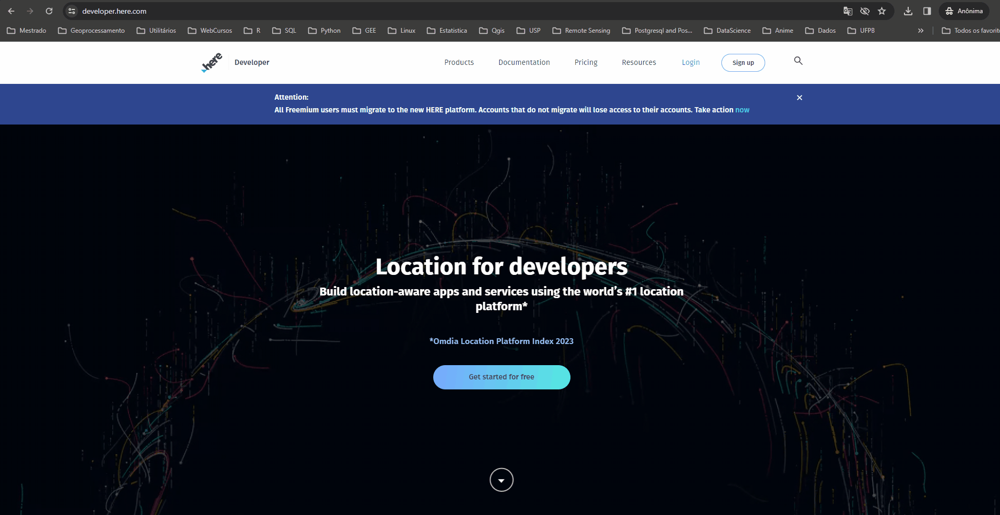 developer.here.com
Anônima
Mestrado Geoprocessamento Utilitários WebCursos R SQL Python GEE Linux Estatistica Qgis USP Remote Sensing Postgresql and Pos... DataScience Anime Dados UFPB » Todos os favorito
here Developer Products Documentation Pricing Resources Login Sign up
Attention:
All Freemium users must migrate to the new HERE platform. Accounts that do not migrate will lose access to their accounts. Take action now
Location for developers
Build location-aware apps and services using the world's #1 location
platform*
*Omdia Location Platform Index 2023
Get started for free